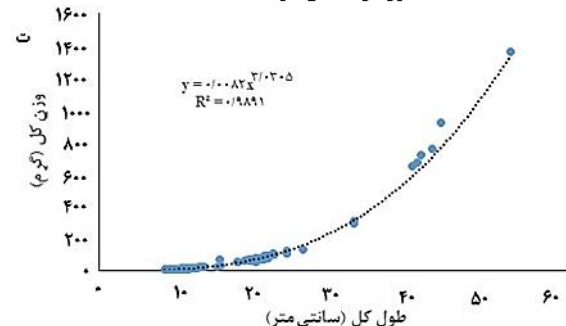 ت
۱۶۰۰
۱۴۰۰
۱۲۰۰
۱۰۰۰
۸۰۰
۶۰۰
۴۰۰
۲۰۰
۰
وزن کل (گرم)
y = ۰/۰۰۸۲x^۳/۰۳۰۵
R² = ۰/۹۸۹۱
۰ ۱۰ ۲۰ ۳۰ ۴۰ ۵۰ ۶۰
طول کل (سانتی‌متر)